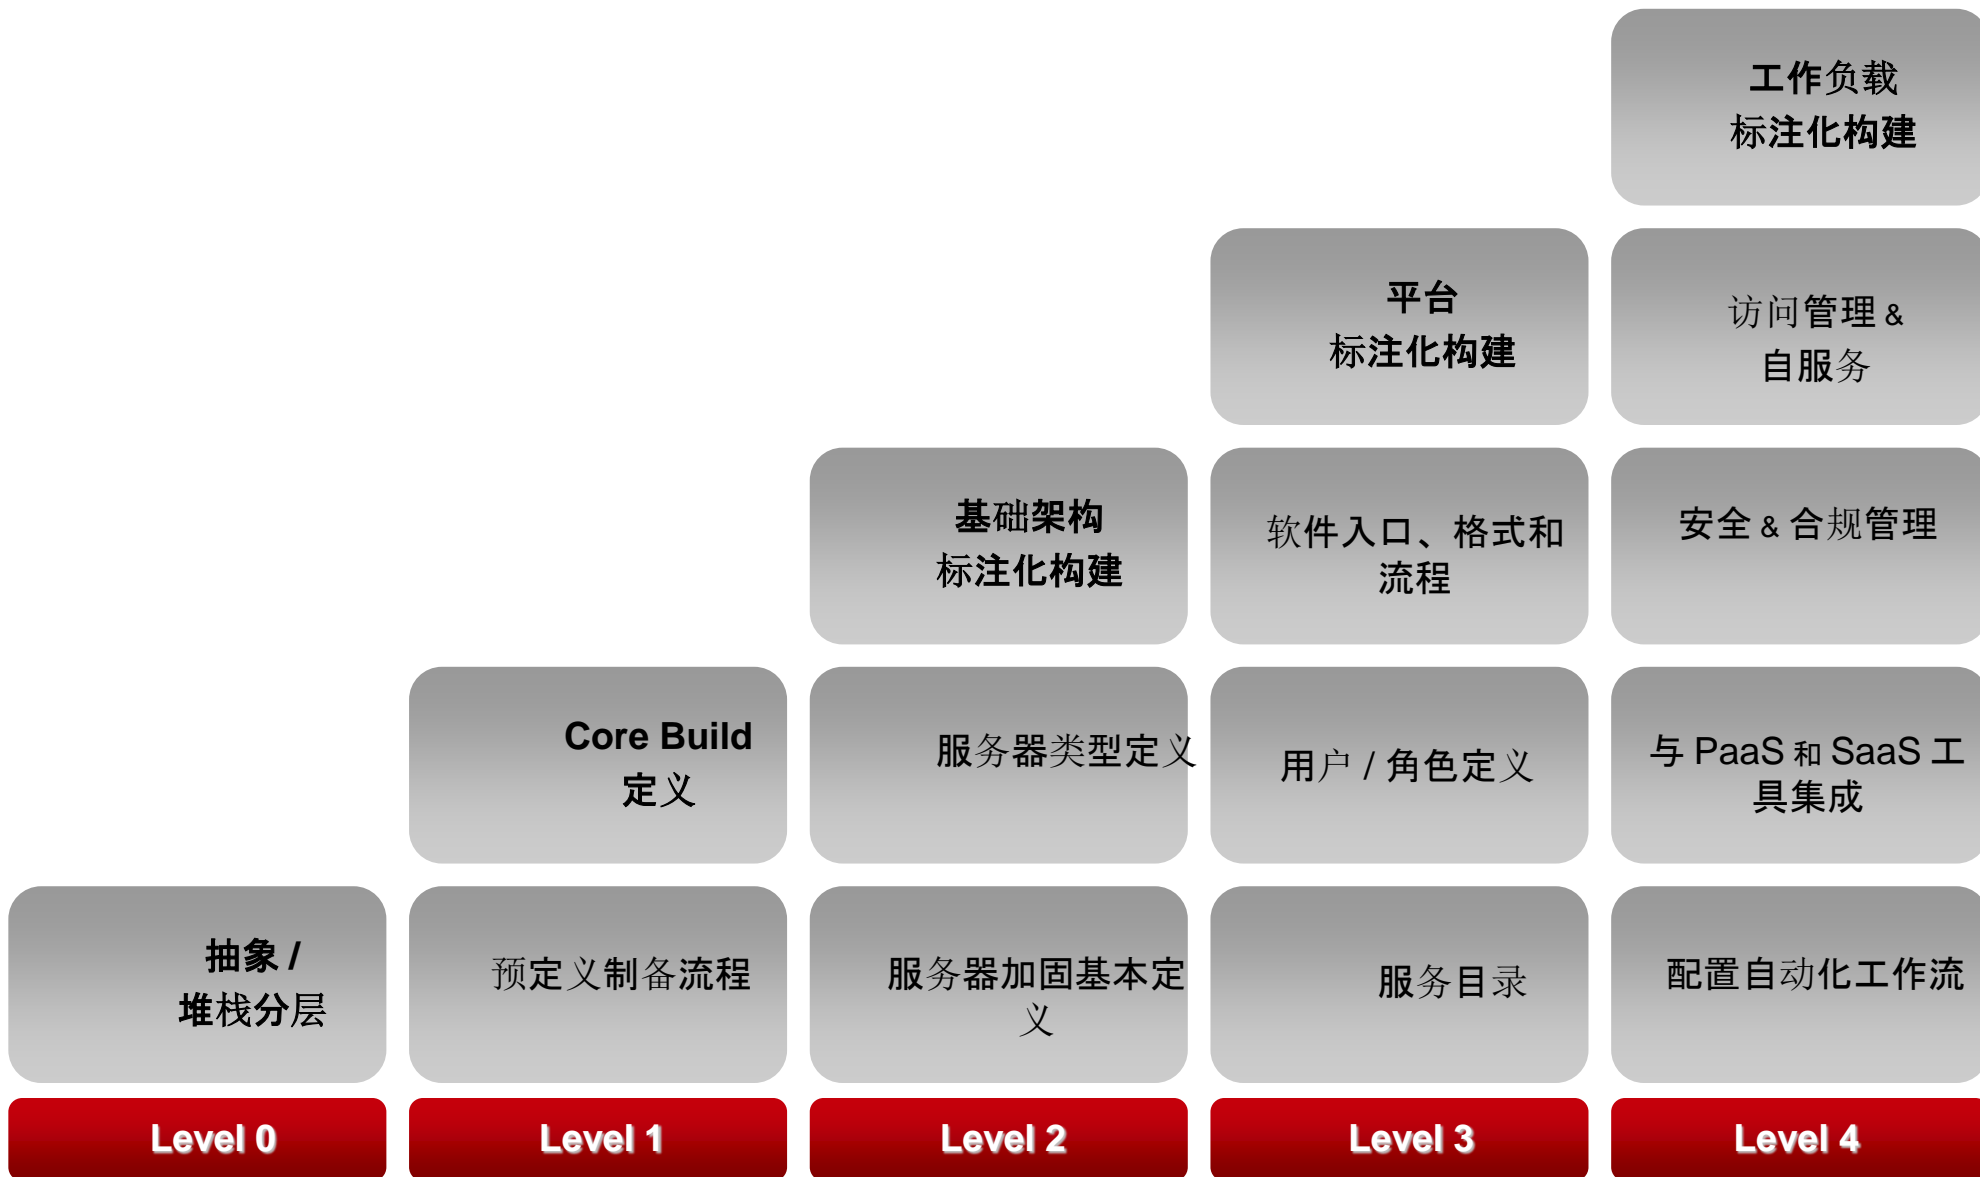 工作负载
标注化构建
平台
标注化构建
访问管理 &
自服务
基础架构
标注化构建
软件入口、格式和
流程
安全 & 合规管理
Core Build
定义
服务器类型定义
用户 / 角色定义
与 PaaS 和 SaaS 工
具集成
抽象 /
堆栈分层
预定义制备流程
服务器加固基本定
义
服务目录
配置自动化工作流
Level 0
Level 1
Level 2
Level 3
Level 4